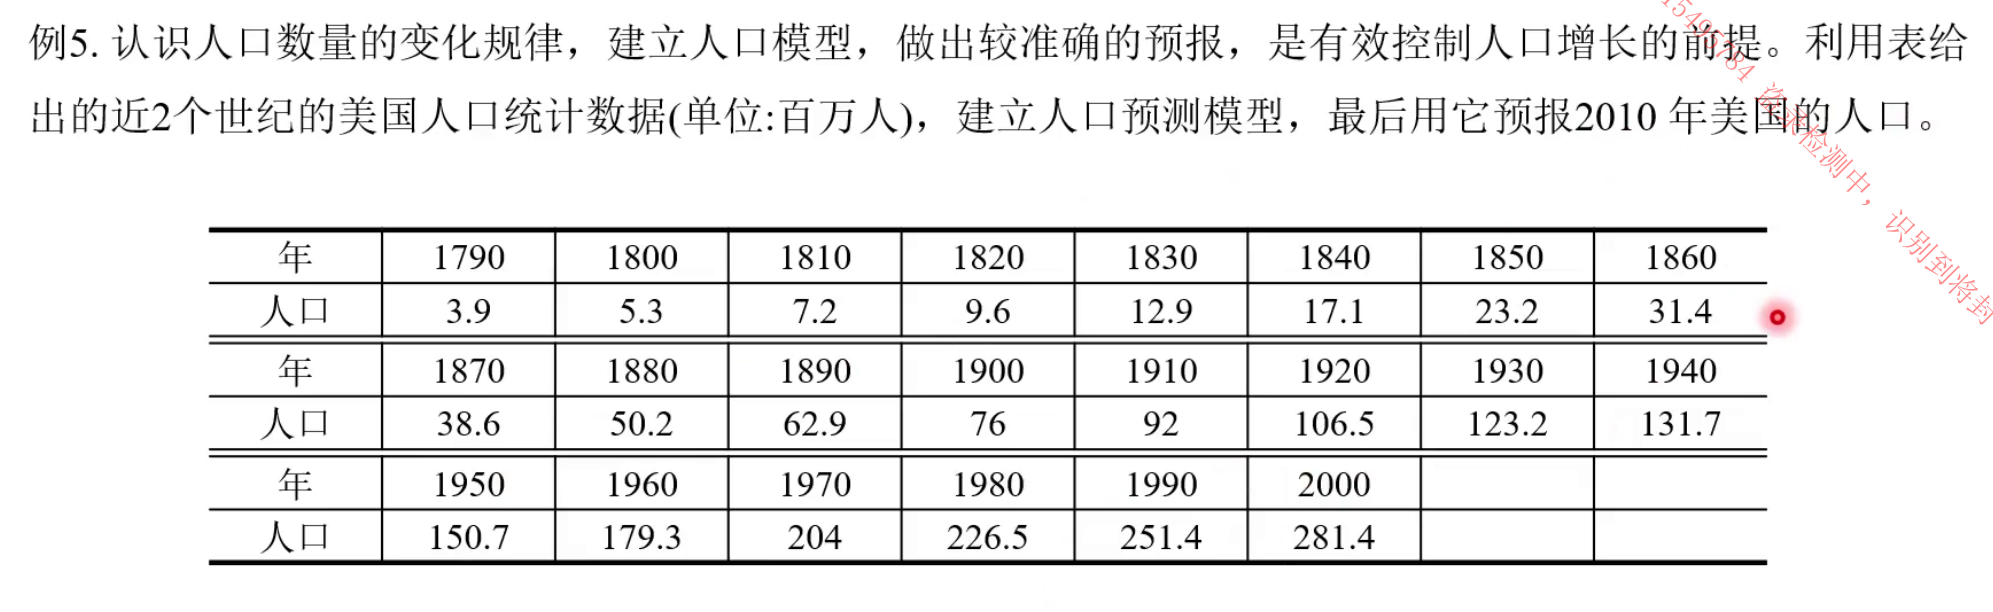 例5. 认识人口数量的变化规律，建立人口模型，做出较准确的预报，是有效控制人口增长的前提。利用表给
出的近2个世纪的美国人口统计数据(单位:百万人)，建立人口预测模型，最后用它预报2010 年美国的人口。
年 1790 1800 1810 1820 1830 1840 1850 1860
人口 3.9 5.3 7.2 9.6 12.9 17.1 23.2 31.4
年 1870 1880 1890 1900 1910 1920 1930 1940
人口 38.6 50.2 62.9 76 92 106.5 123.2 131.7
年 1950 1960 1970 1980 1990 2000
人口 150.7 179.3 204 226.5 251.4 281.4
检测中，识别到将封